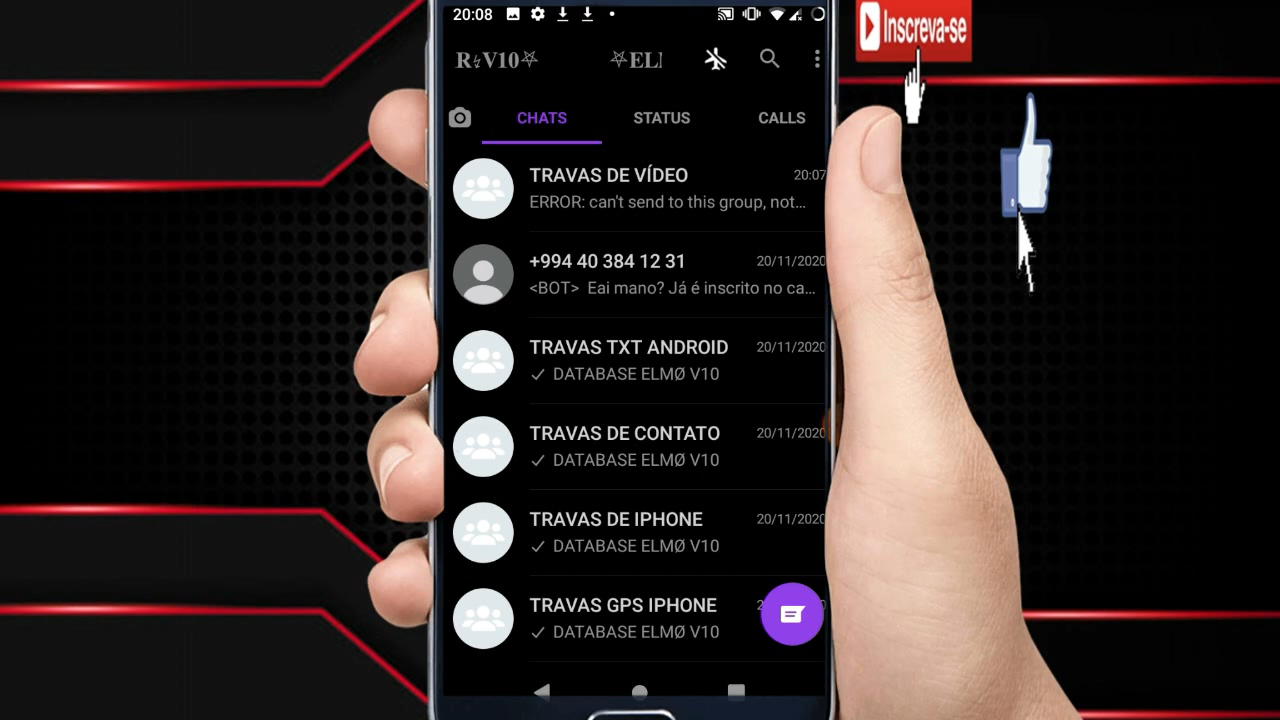 20:08
R⚡V10⛧ ⛧EL
CHATS STATUS CALLS
TRAVAS DE VÍDEO 20:07
ERROR: can't send to this group, not...
+994 40 384 12 31 20/11/2020
<BOT> Eai mano? Já é inscrito no ca...
TRAVAS TXT ANDROID 20/11/2020
✓ DATABASE ELMØ V10
TRAVAS DE CONTATO 20/11/2020
✓ DATABASE ELMØ V10
TRAVAS DE IPHONE 20/11/2020
✓ DATABASE ELMØ V10
TRAVAS GPS IPHONE
✓ DATABASE ELMØ V10
Inscreva-se